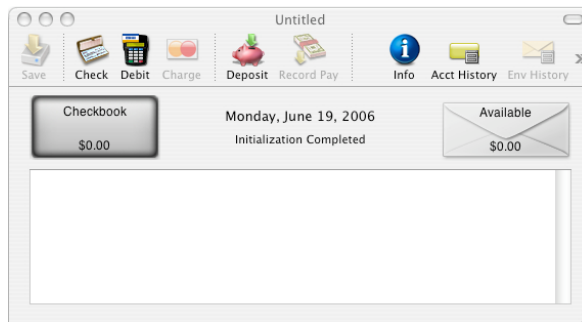 Untitled
Save Check Debit Charge Deposit Record Pay Info Acct History Env History
Checkbook
$0.00
Monday, June 19, 2006
Initialization Completed
Available
$0.00